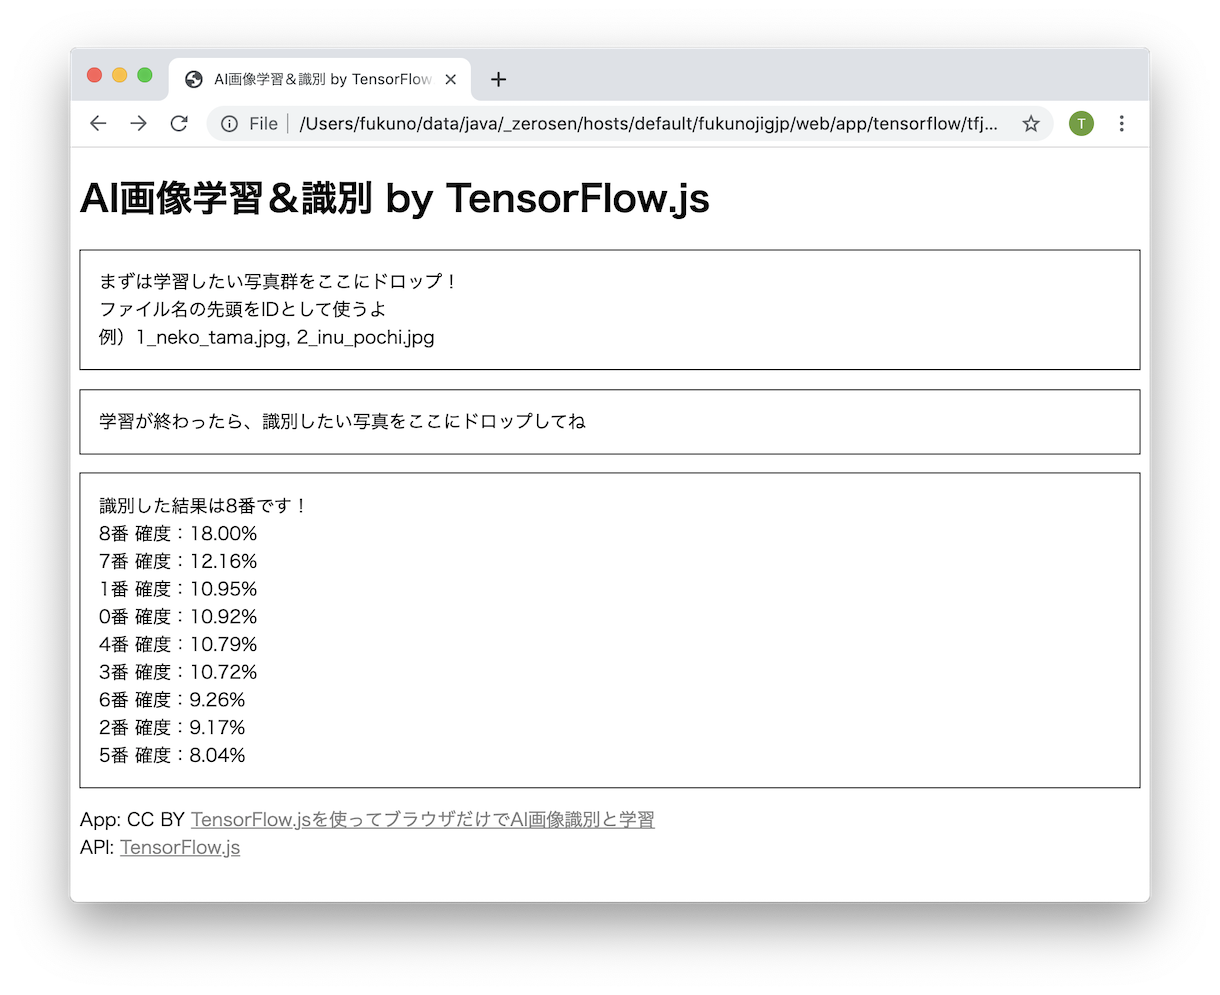 AI画像学習＆識別 by TensorFlow
File /Users/fukuno/data/java/_zerosen/hosts/default/fukunojigjp/web/app/tensorflow/tfj...
T
AI画像学習＆識別 by TensorFlow.js
まずは学習したい写真群をここにドロップ！
ファイル名の先頭をIDとして使うよ
例）1_neko_tama.jpg, 2_inu_pochi.jpg
学習が終わったら、識別したい写真をここにドロップしてね
識別した結果は8番です！
8番 確度：18.00%
7番 確度：12.16%
1番 確度：10.95%
0番 確度：10.92%
4番 確度：10.79%
3番 確度：10.72%
6番 確度：9.26%
2番 確度：9.17%
5番 確度：8.04%
App: CC BY TensorFlow.jsを使ってブラウザだけでAI画像識別と学習
API: TensorFlow.js